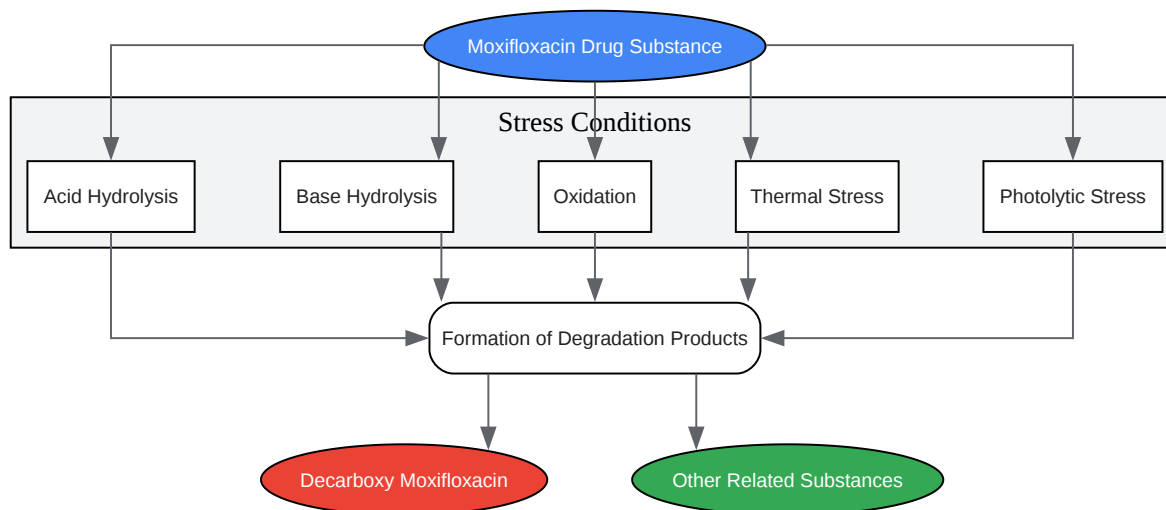 Moxifloxacin Drug Substance
Stress Conditions
Acid Hydrolysis
Base Hydrolysis
Oxidation
Thermal Stress
Photolytic Stress
Formation of Degradation Products
Decarboxy Moxifloxacin
Other Related Substances